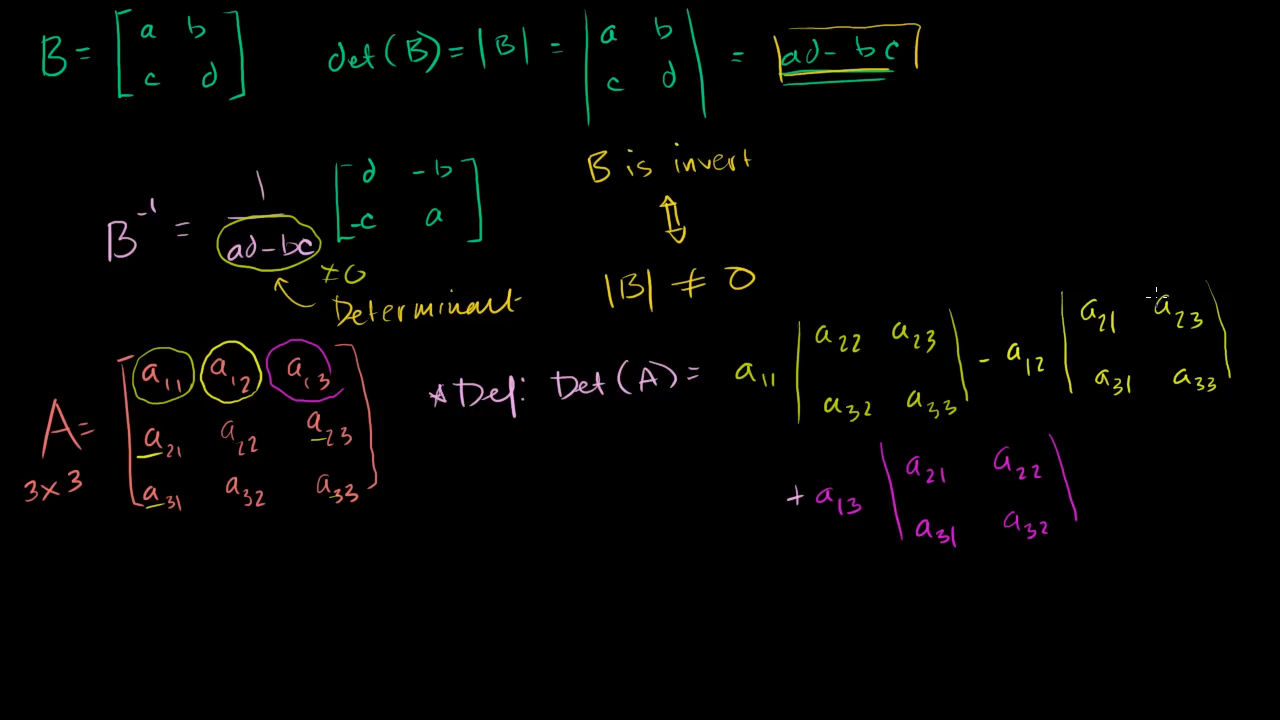 B = [ a b
c d ] det(B) = |B| = | a b
c d | = ad - bc
B⁻¹ = 1
ad - bc [ d -b
-c a ]
≠ 0
Determinant
B is invert
⇕
|B| ≠ 0
A =
3x3
[ a₁₁ a₁₂ a₁₃
a₂₁ a₂₂ a₂₃
a₃₁ a₃₂ a₃₃ ]
* Def: Det(A) = a₁₁ | a₂₂ a₂₃
a₃₂ a₃₃ | - a₁₂ | a₂₁ a₂₃
a₃₁ a₃₃ |
+ a₁₃ | a₂₁ a₂₂
a₃₁ a₃₂ |